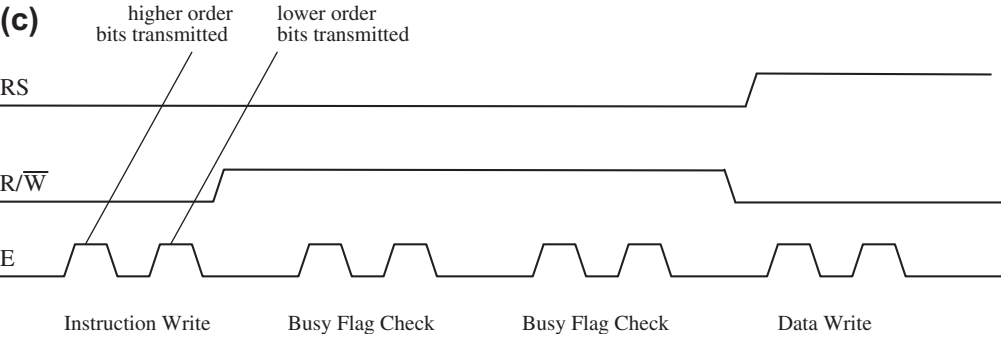 (c)
higher order
bits transmitted
lower order
bits transmitted
RS
R/W̅
E
Instruction Write
Busy Flag Check
Busy Flag Check
Data Write